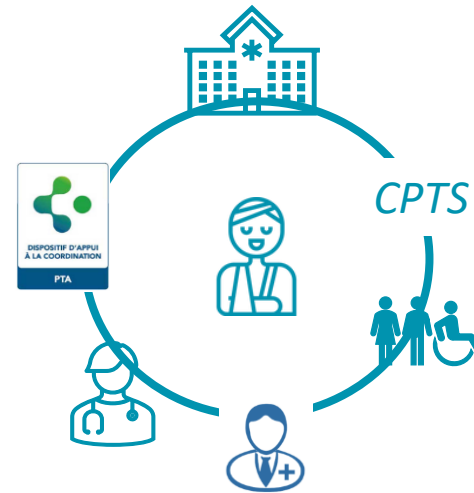 CPTS
DISPOSITIF D'APPUI
À LA COORDINATION
PTA